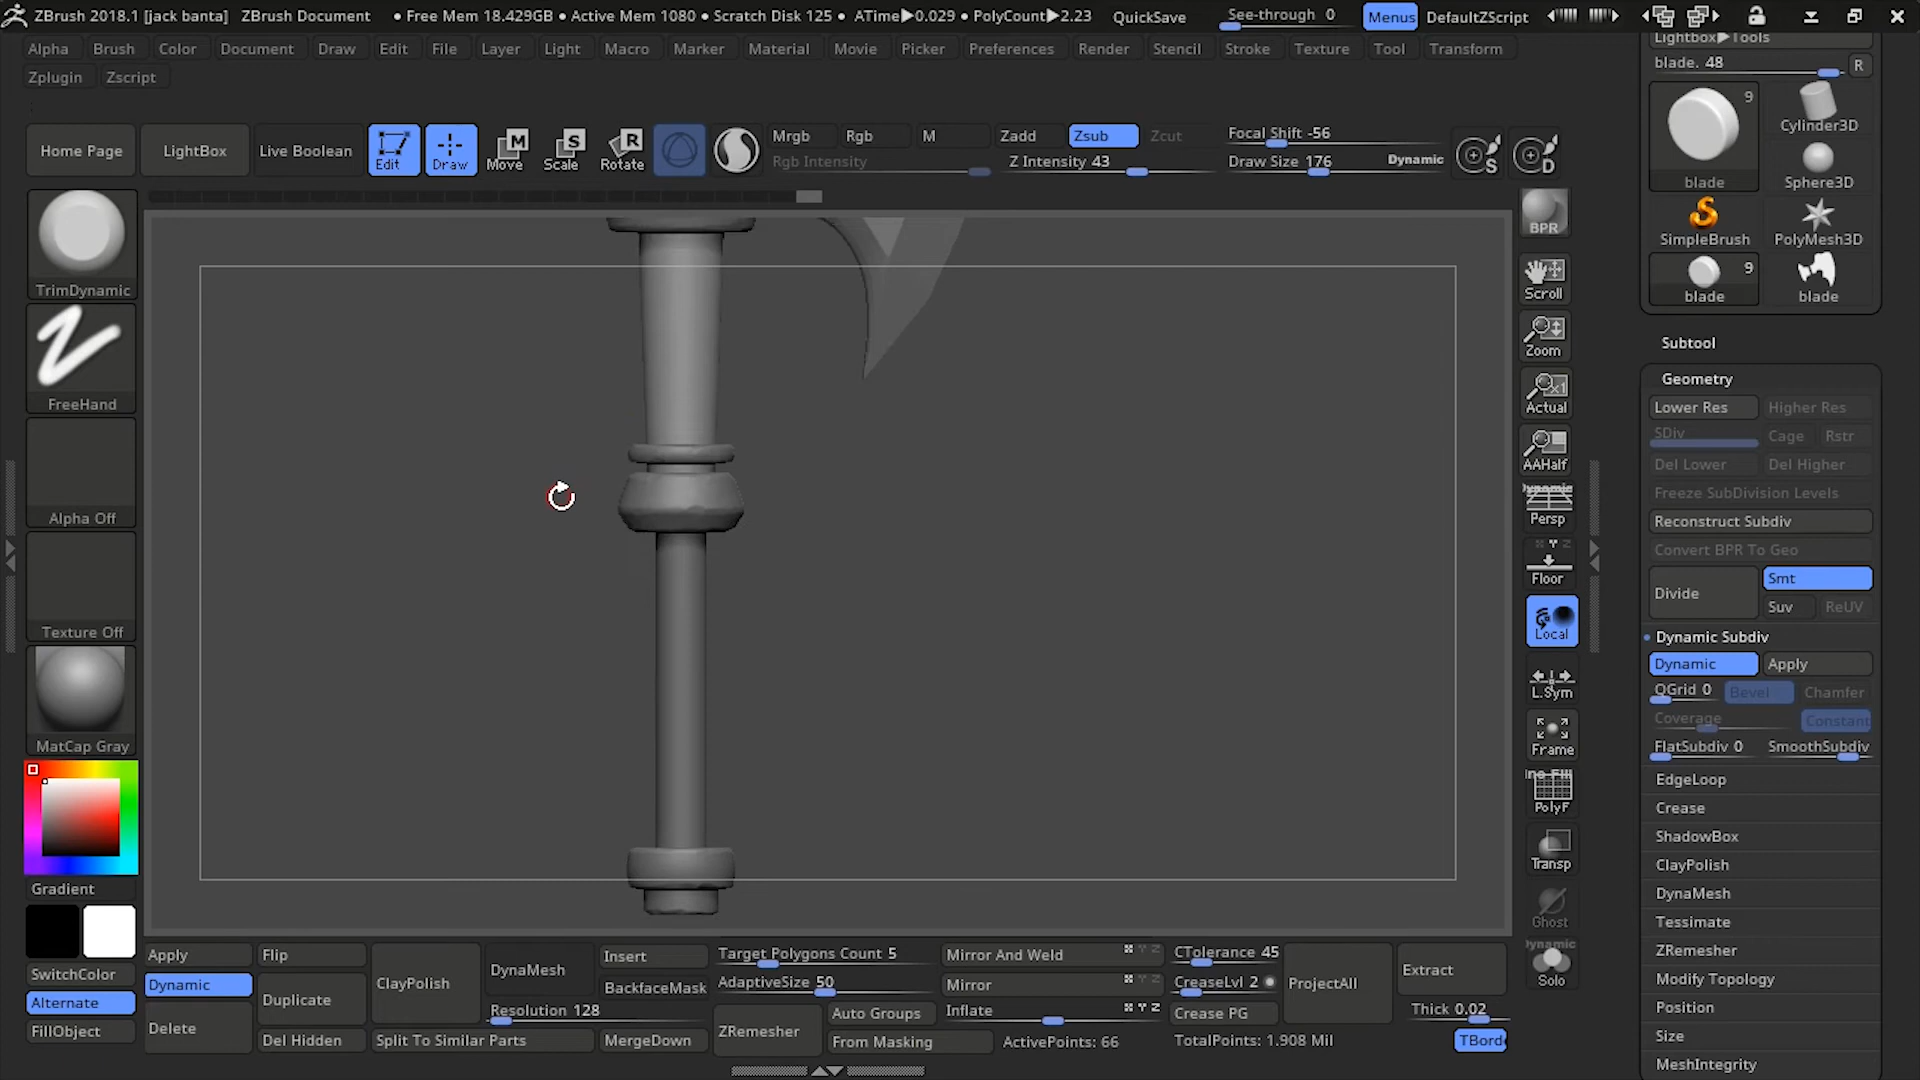 ZBrush 2018.1 [jack banta] ZBrush Document • Free Mem 18.429GB • Active Mem 1080 • Scratch Disk 125 • ATime▶0.029 • PolyCount▶2.23 QuickSave See-through 0 Menus DefaultZScript
Alpha Brush Color Document Draw Edit File Layer Light Macro Marker Material Movie Picker Preferences Render Stencil Stroke Texture Tool Transform
Zplugin Zscript
Home Page LightBox Live Boolean Edit Draw Move Scale Rotate
Mrgb Rgb M Zadd Zsub Zcut Focal Shift -56
Rgb Intensity Z Intensity 43 Draw Size 176 Dynamic
S D
TrimDynamic
FreeHand
Alpha Off
Texture Off
MatCap Gray
Gradient
SwitchColor
Alternate
FillObject
BPR
Scroll
Zoom
Actual
AAHalf
Dynamic
Persp
Floor
Local
L.Sym
Frame
PolyF
Transp
Ghost
Dynamic
Solo
Lightbox▶Tools
blade. 48 R
9
blade
Cylinder3D
Sphere3D
SimpleBrush
PolyMesh3D
9
blade
blade
Subtool
Geometry
Lower Res Higher Res
SDiv Cage Rstr
Del Lower Del Higher
Freeze SubDivision Levels
Reconstruct Subdiv
Convert BPR To Geo
Divide Smt
Suv ReUV
Dynamic Subdiv
Dynamic Apply
QGrid 0 Bevel Chamfer
Coverage Constant
FlatSubdiv 0 SmoothSubdiv
EdgeLoop
Crease
ShadowBox
ClayPolish
DynaMesh
Tessimate
ZRemesher
Modify Topology
Position
Size
MeshIntegrity
Apply Flip ClayPolish DynaMesh Insert Target Polygons Count 5 Mirror And Weld CTolerance 45 ProjectAll Extract
Dynamic Duplicate BackfaceMask AdaptiveSize 50 Mirror CreaseLvl 2
Resolution 128 ZRemesher Auto Groups Inflate Crease PG Thick 0.02
Delete Del Hidden Split To Similar Parts MergeDown From Masking ActivePoints: 66 TotalPoints: 1.908 Mil TBord